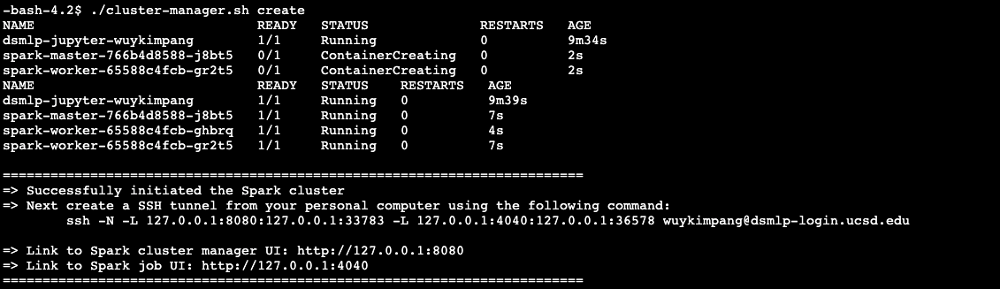 -bash-4.2$ ./cluster-manager.sh create
NAME READY STATUS RESTARTS AGE
dsmlp-jupyter-wuykimpang 1/1 Running 0 9m34s
spark-master-766b4d8588-j8bt5 0/1 ContainerCreating 0 2s
spark-worker-65588c4fcb-gr2t5 0/1 ContainerCreating 0 2s
NAME READY STATUS RESTARTS AGE
dsmlp-jupyter-wuykimpang 1/1 Running 0 9m39s
spark-master-766b4d8588-j8bt5 1/1 Running 0 7s
spark-worker-65588c4fcb-ghbrq 1/1 Running 0 4s
spark-worker-65588c4fcb-gr2t5 1/1 Running 0 7s
=========================================================================
=> Successfully initiated the Spark cluster
=> Next create a SSH tunnel from your personal computer using the following command:
ssh -N -L 127.0.0.1:8080:127.0.0.1:33783 -L 127.0.0.1:4040:127.0.0.1:36578 wuykimpang@dsmlp-login.ucsd.edu
=> Link to Spark cluster manager UI: http://127.0.0.1:8080
=> Link to Spark job UI: http://127.0.0.1:4040
=========================================================================